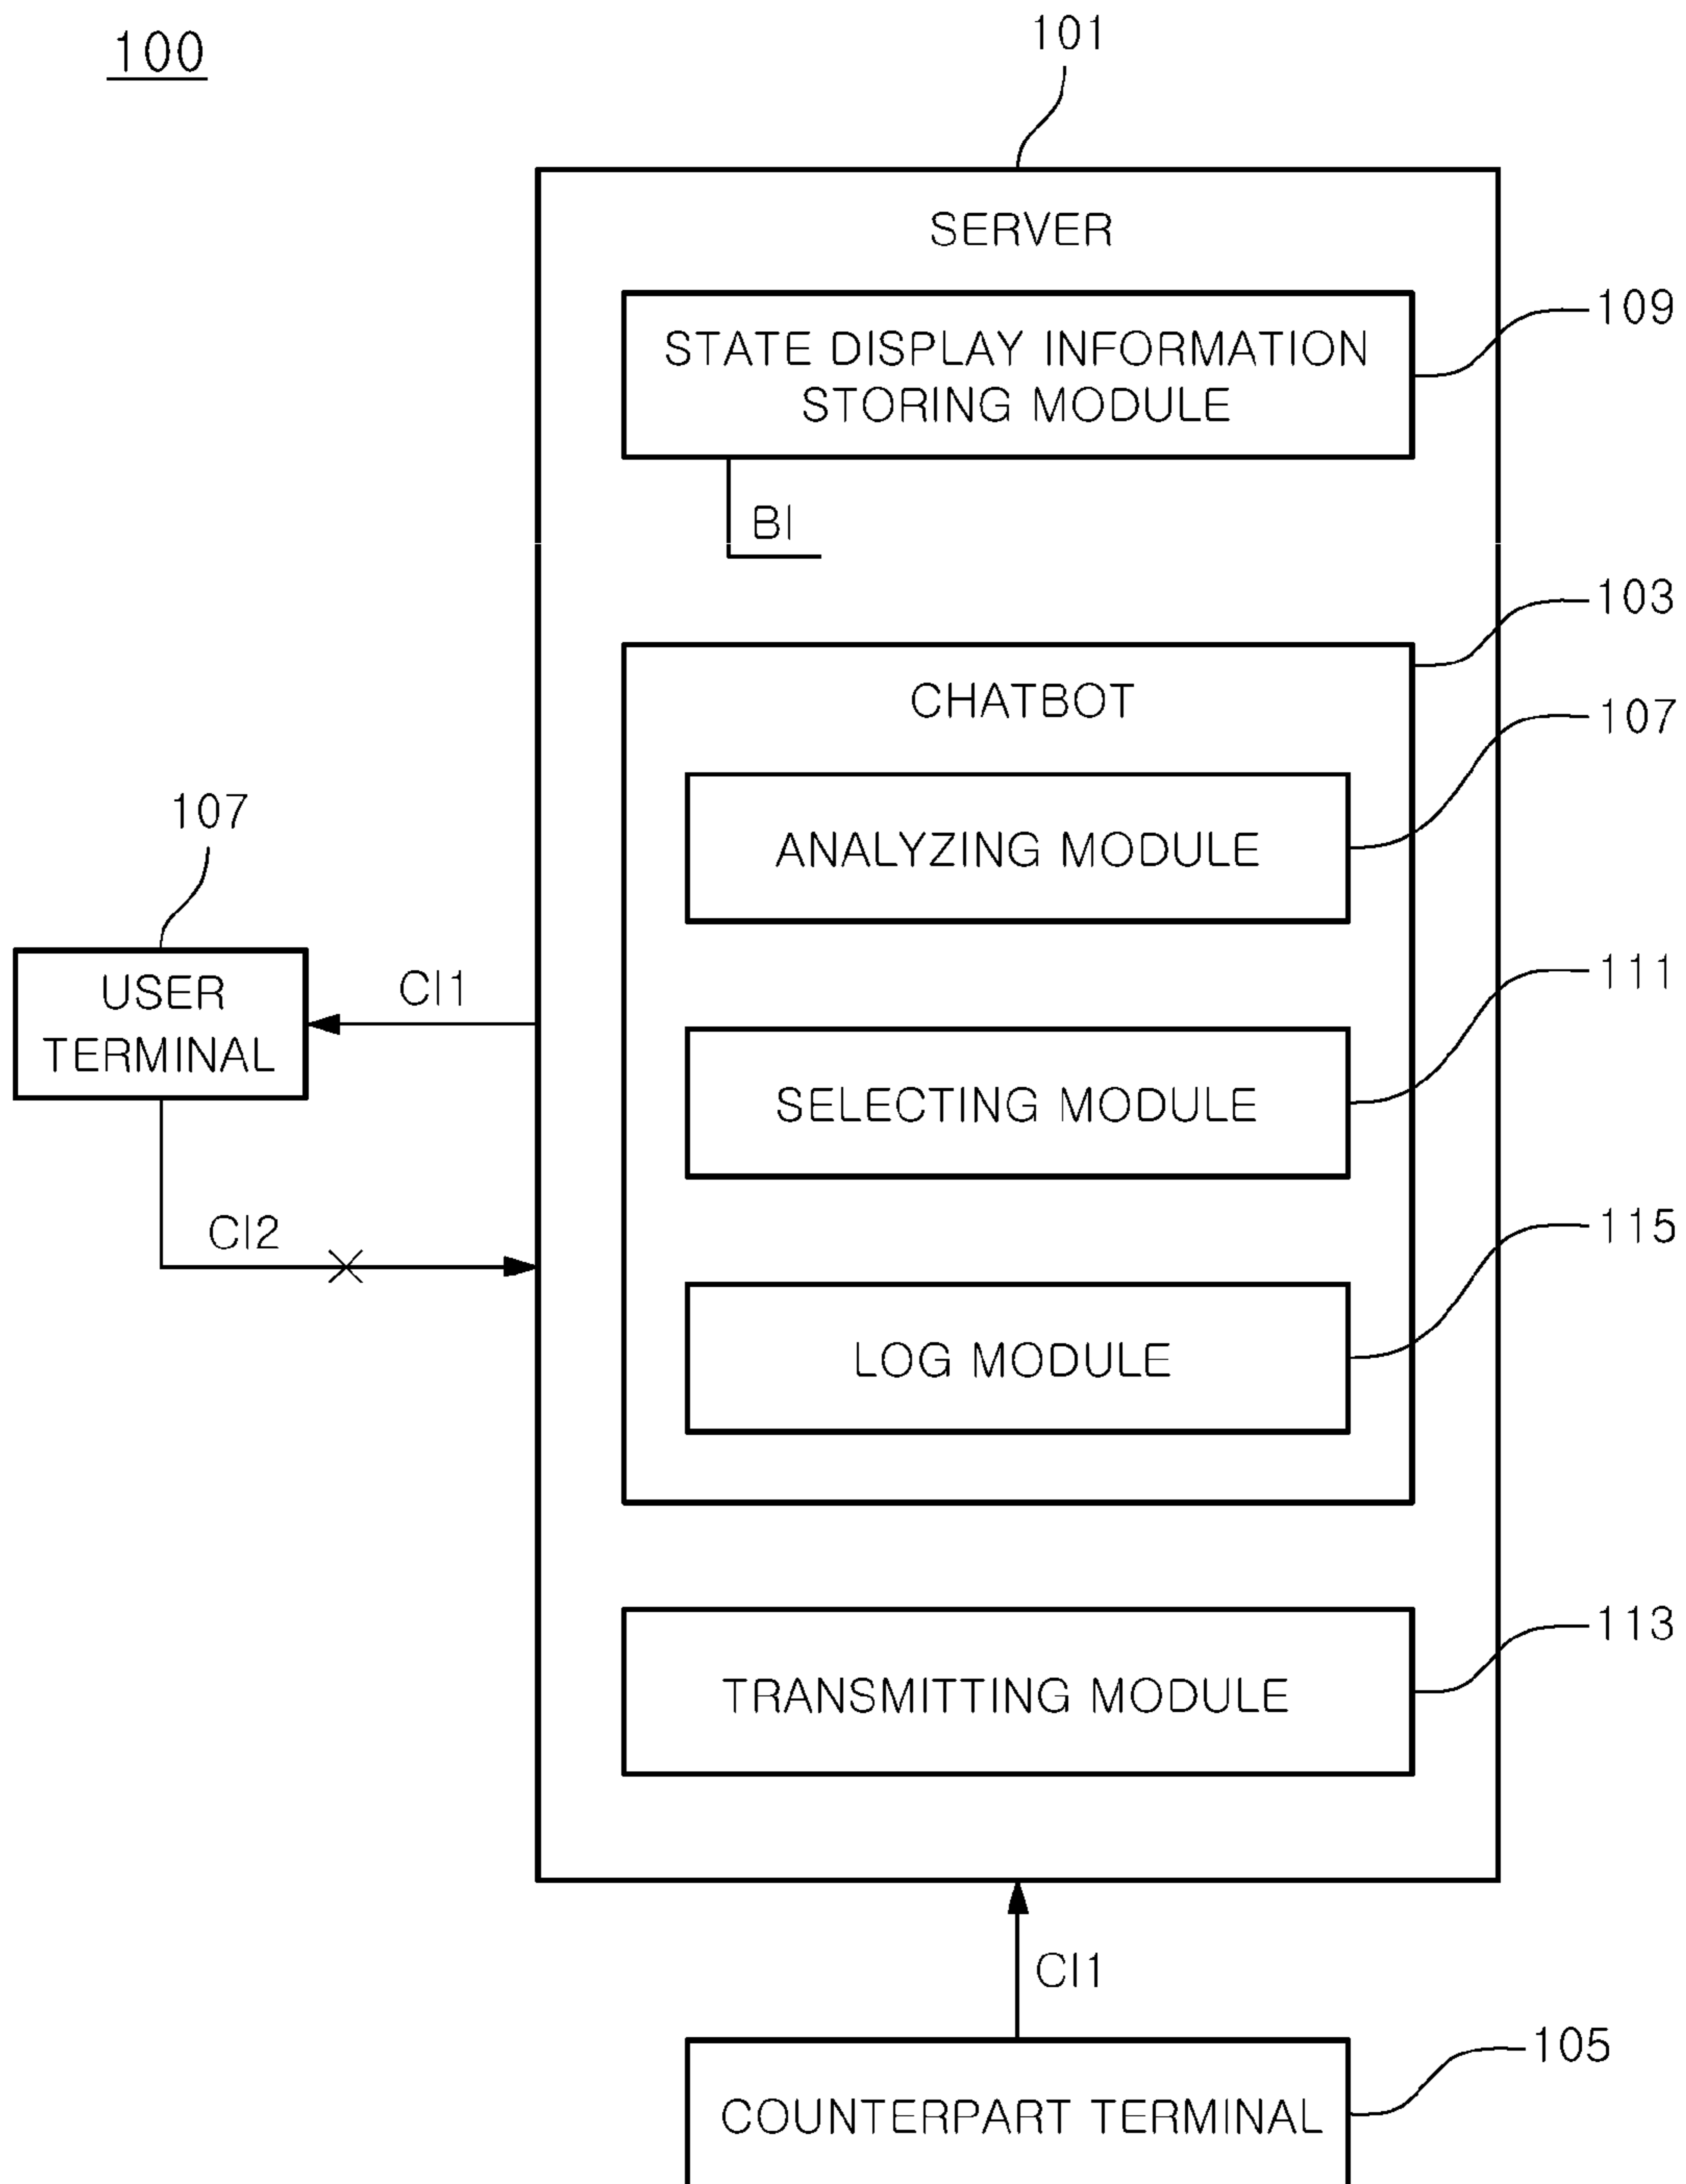 100
101
SERVER
109
STATE DISPLAY INFORMATION
STORING MODULE
BI
103
CHATBOT
107
ANALYZING MODULE
107
USER
TERMINAL
CI1
111
SELECTING MODULE
CI2
115
LOG MODULE
113
TRANSMITTING MODULE
CI1
105
COUNTERPART TERMINAL